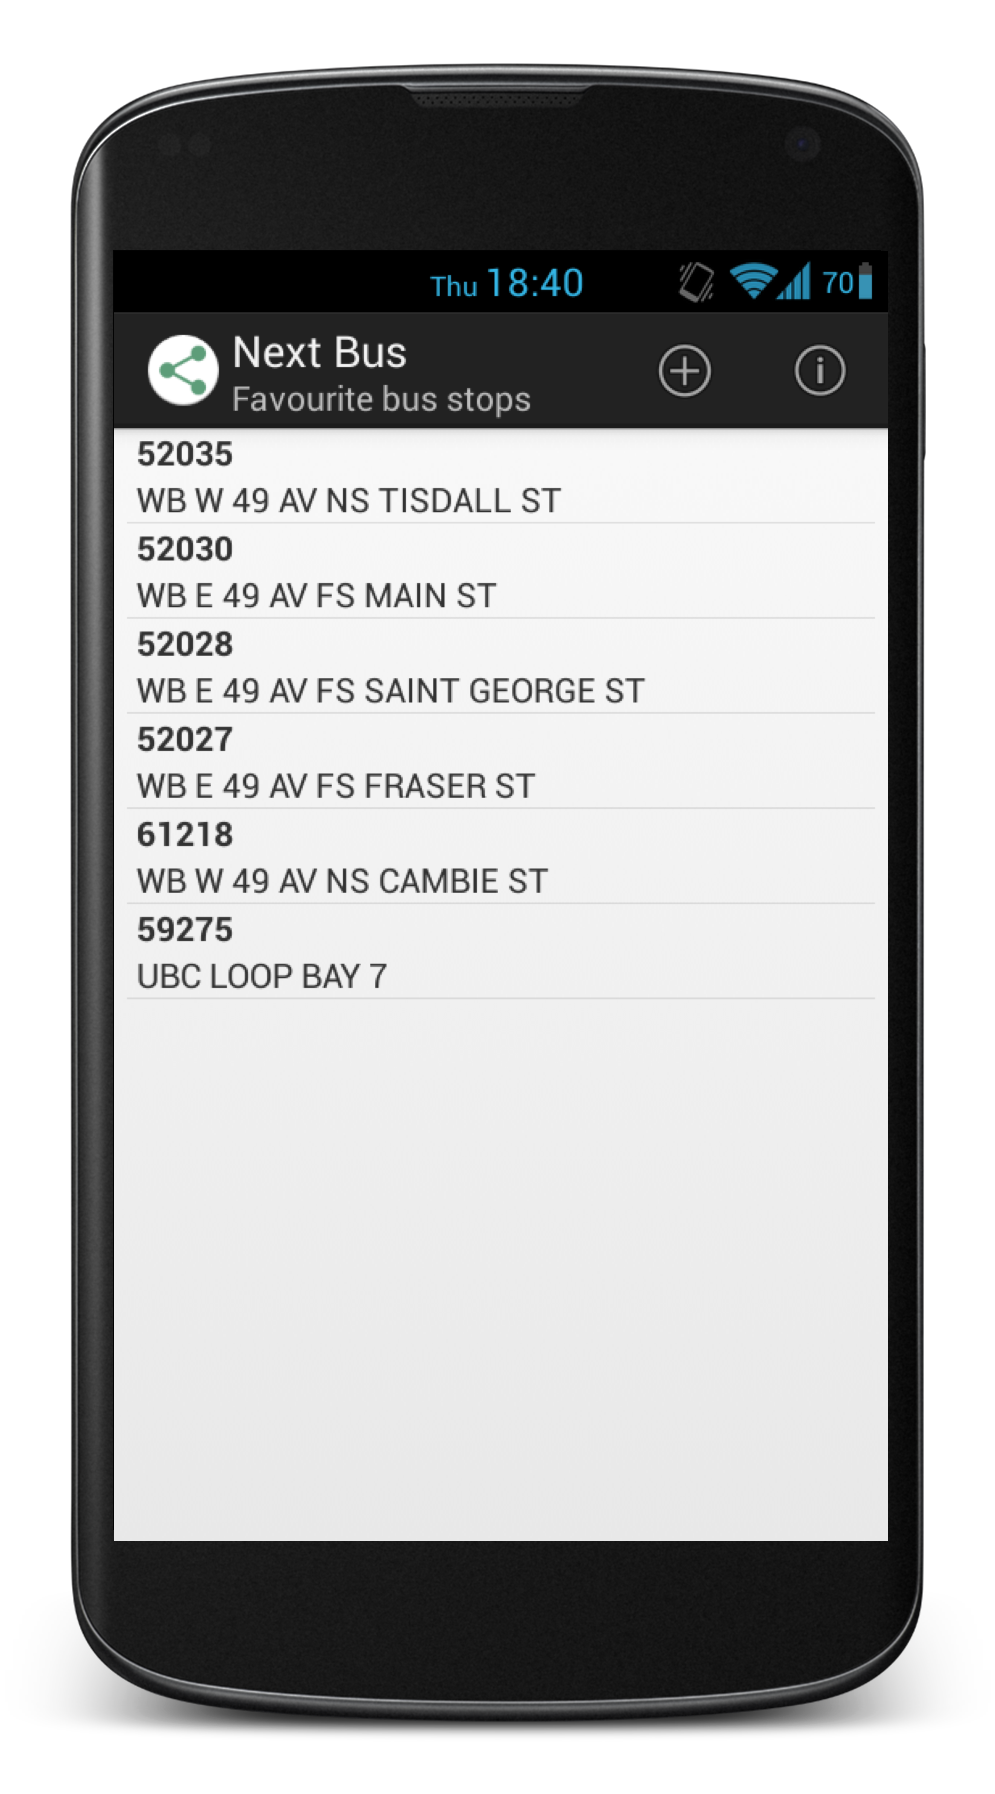 Thu 18:40 70
Next Bus
Favourite bus stops
52035
WB W 49 AV NS TISDALL ST
52030
WB E 49 AV FS MAIN ST
52028
WB E 49 AV FS SAINT GEORGE ST
52027
WB E 49 AV FS FRASER ST
61218
WB W 49 AV NS CAMBIE ST
59275
UBC LOOP BAY 7